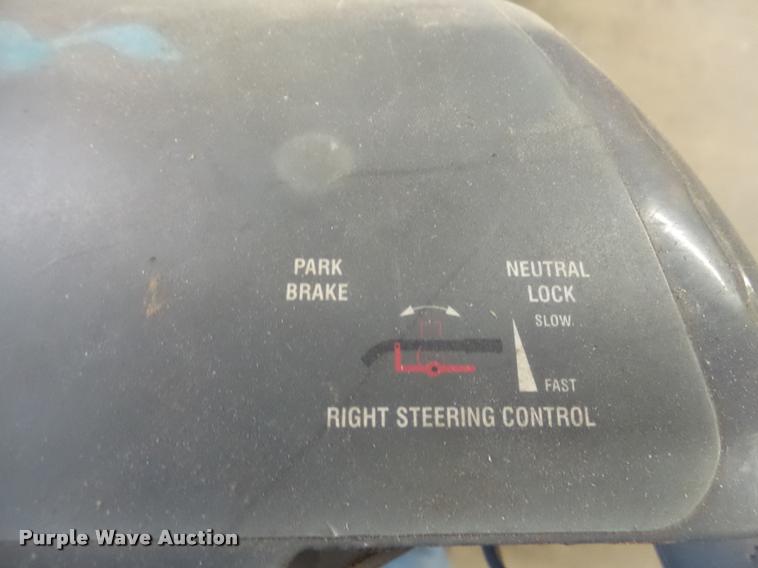 PARK
BRAKE
NEUTRAL
LOCK
SLOW
FAST
RIGHT STEERING CONTROL
Purple Wave Auction